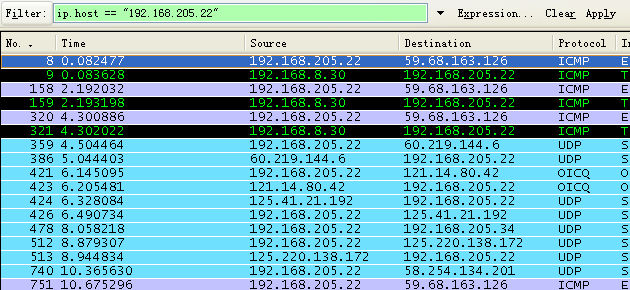 Filter: ip.host == "192.168.205.22" Expression... Clear Apply
No. . Time Source Destination Protocol In
8 0.082477 192.168.205.22 59.68.163.126 ICMP E
9 0.083628 192.168.8.30 192.168.205.22 ICMP T
158 2.192032 192.168.205.22 59.68.163.126 ICMP E
159 2.193198 192.168.8.30 192.168.205.22 ICMP T
320 4.300886 192.168.205.22 59.68.163.126 ICMP E
321 4.302022 192.168.8.30 192.168.205.22 ICMP T
359 4.504464 192.168.205.22 60.219.144.6 UDP S
386 5.044403 60.219.144.6 192.168.205.22 UDP S
421 6.145095 192.168.205.22 121.14.80.42 OICQ O
423 6.205481 121.14.80.42 192.168.205.22 OICQ O
424 6.328084 125.41.21.192 192.168.205.22 UDP S
426 6.490734 192.168.205.22 125.41.21.192 UDP S
478 8.058218 192.168.205.22 192.168.205.34 UDP S
512 8.879307 192.168.205.22 125.220.138.172 UDP S
513 8.944834 125.220.138.172 192.168.205.22 UDP S
740 10.365630 192.168.205.22 58.254.134.201 UDP S
751 10.675296 192.168.205.22 59.68.163.126 ICMP E